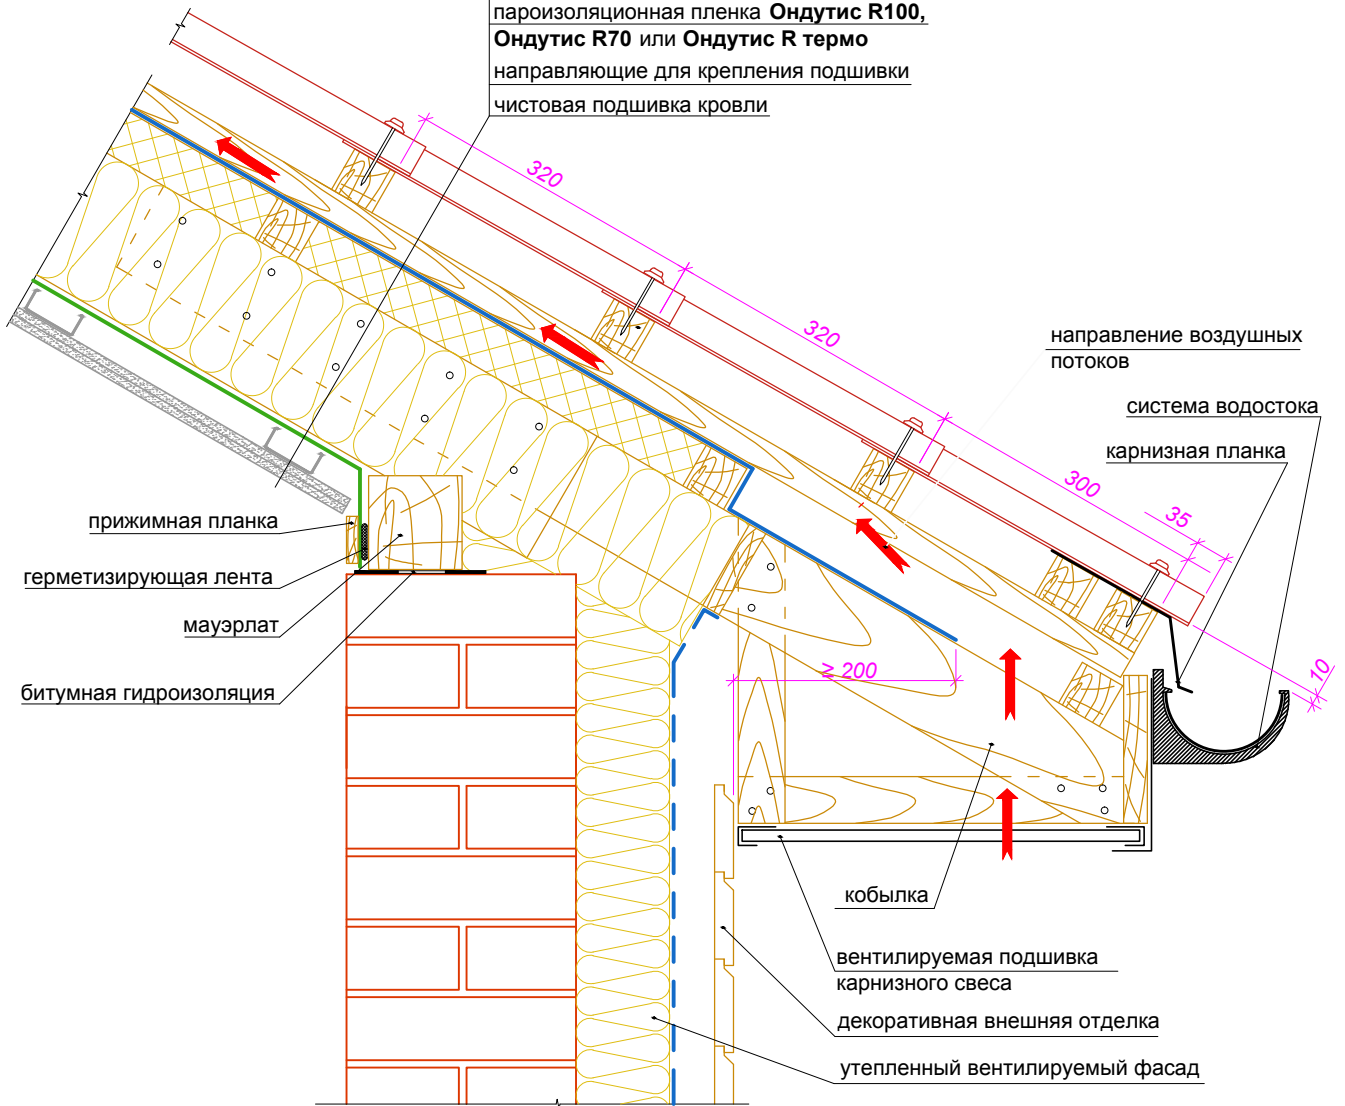 пароизоляционная пленка Ондутис R100,
Ондутис R70 или Ондутис R термо
направляющие для крепления подшивки
чистовая подшивка кровли
320
320
направление воздушных
потоков
система водостока
карнизная планка
300
35
прижимная планка
герметизирующая лента
мауэрлат
битумная гидроизоляция
≥ 200
10
кобылка
вентилируемая подшивка
карнизного свеса
декоративная внешняя отделка
утепленный вентилируемый фасад